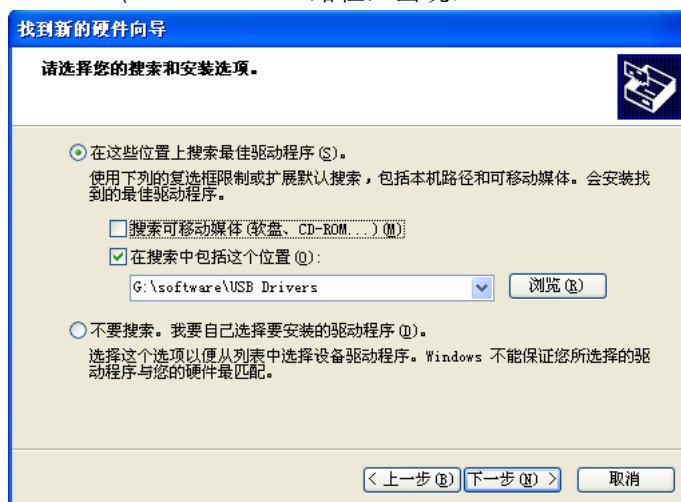 找到新的硬件向导
请选择您的搜索和安装选项。
在这些位置上搜索最佳驱动程序(S)。
使用下列的复选框限制或扩展默认搜索，包括本机路径和可移动媒体。会安装找
到的最佳驱动程序。
搜索可移动媒体(软盘、CD-ROM...)(M)
在搜索中包括这个位置(O):
G:\software\USB Drivers
浏览(R)
不要搜索。我要自己选择要安装的驱动程序(D)。
选择这个选项以便从列表中选择设备驱动程序。Windows 不能保证您所选择的驱
动程序与您的硬件最匹配。
< 上一步(B) 下一步(N) > 取消